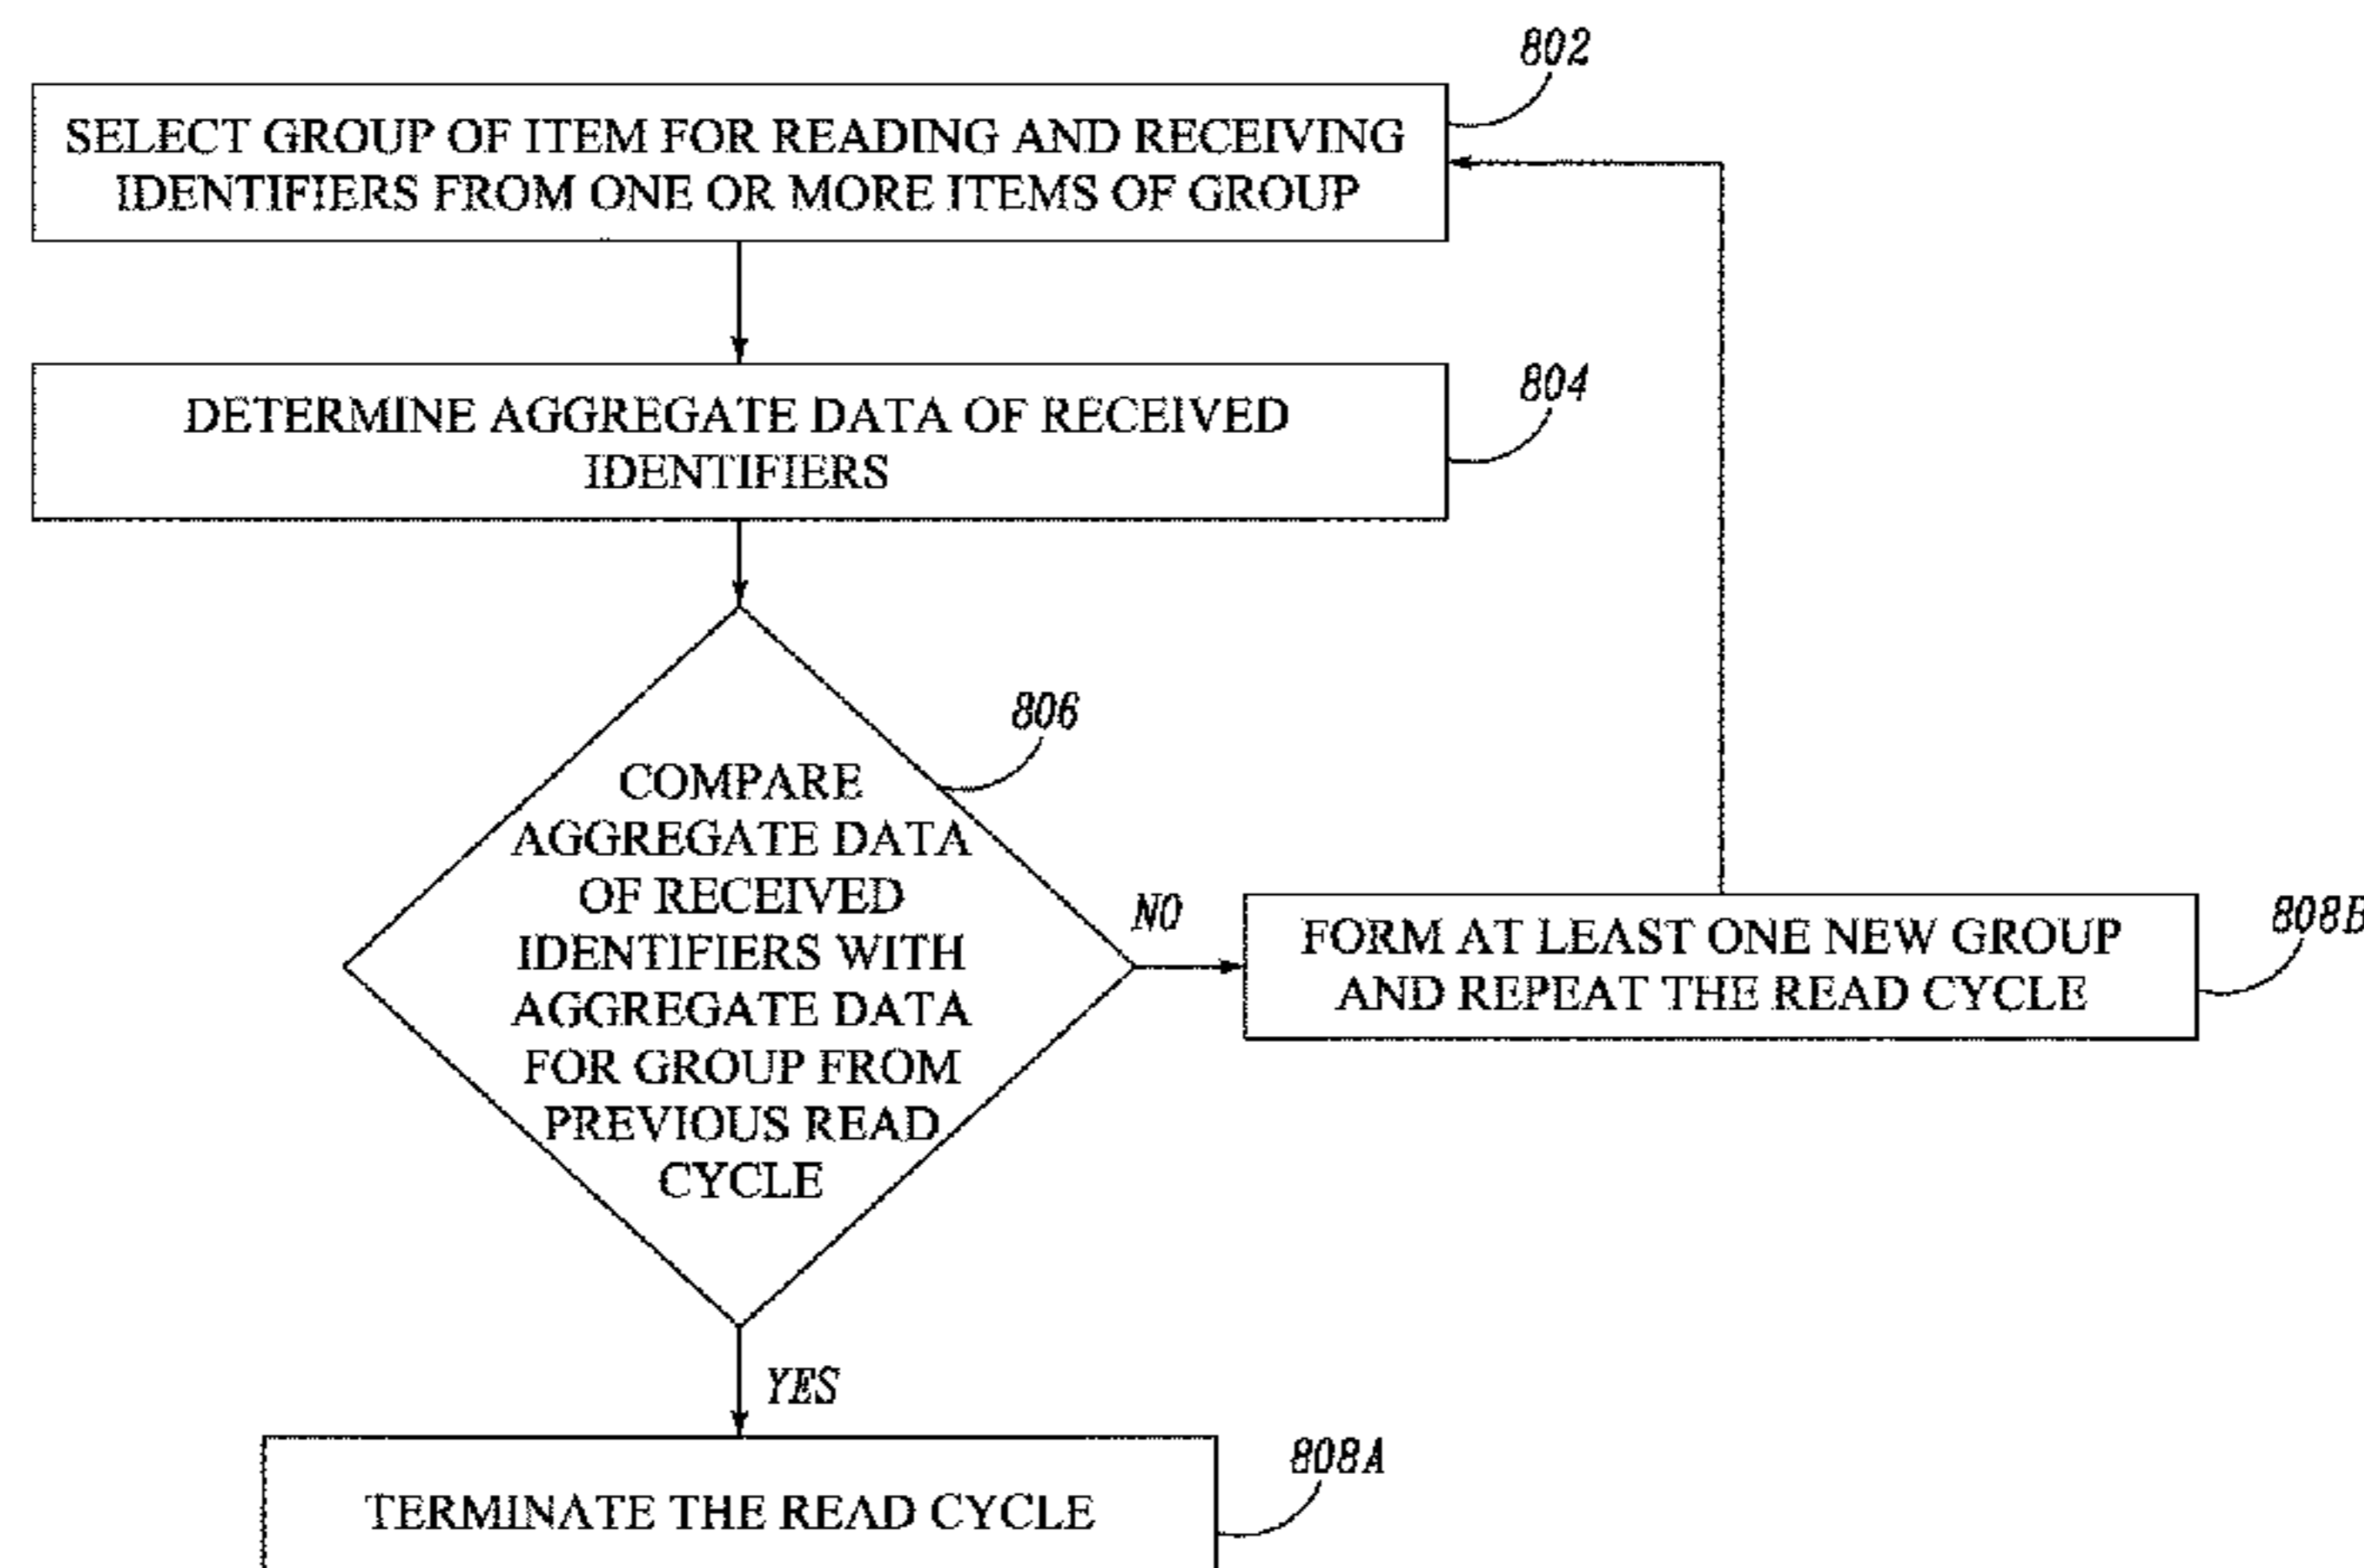 802
SELECT GROUP OF ITEM FOR READING AND RECEIVING
IDENTIFIERS FROM ONE OR MORE ITEMS OF GROUP
804
DETERMINE AGGREGATE DATA OF RECEIVED
IDENTIFIERS
806
COMPARE
AGGREGATE DATA
OF RECEIVED
IDENTIFIERS WITH
AGGREGATE DATA
FOR GROUP FROM
PREVIOUS READ
CYCLE
NO
808B
FORM AT LEAST ONE NEW GROUP
AND REPEAT THE READ CYCLE
YES
808A
TERMINATE THE READ CYCLE